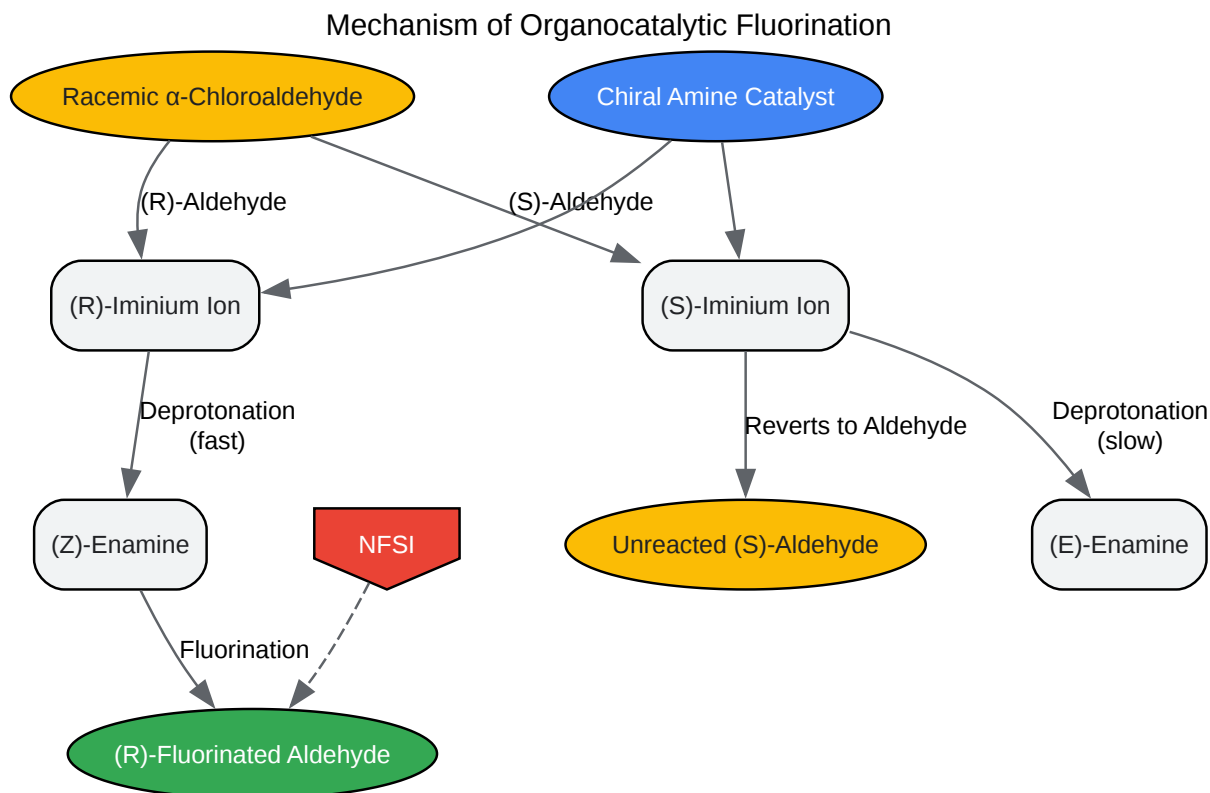 Mechanism of Organocatalytic Fluorination
Racemic α-Chloroaldehyde
Chiral Amine Catalyst
(R)-Aldehyde
(S)-Aldehyde
(R)-Iminium Ion
(S)-Iminium Ion
Deprotonation
(fast)
Reverts to Aldehyde
Deprotonation
(slow)
(Z)-Enamine
NFSI
Unreacted (S)-Aldehyde
(E)-Enamine
Fluorination
(R)-Fluorinated Aldehyde